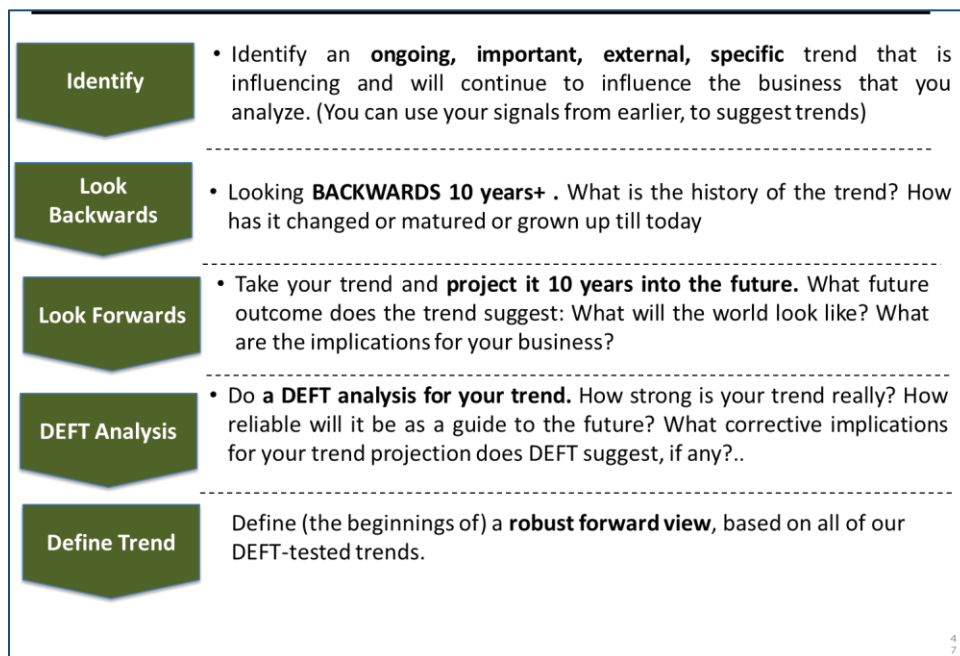 Identify
• Identify an ongoing, important, external, specific trend that is
influencing and will continue to influence the business that you
analyze. (You can use your signals from earlier, to suggest trends)
Look
Backwards
• Looking BACKWARDS 10 years+ . What is the history of the trend? How
has it changed or matured or grown up till today
Look Forwards
• Take your trend and project it 10 years into the future. What future
outcome does the trend suggest: What will the world look like? What
are the implications for your business?
DEFT Analysis
• Do a DEFT analysis for your trend. How strong is your trend really? How
reliable will it be as a guide to the future? What corrective implications
for your trend projection does DEFT suggest, if any?..
Define Trend
Define (the beginnings of) a robust forward view, based on all of our
DEFT-tested trends.
4
7